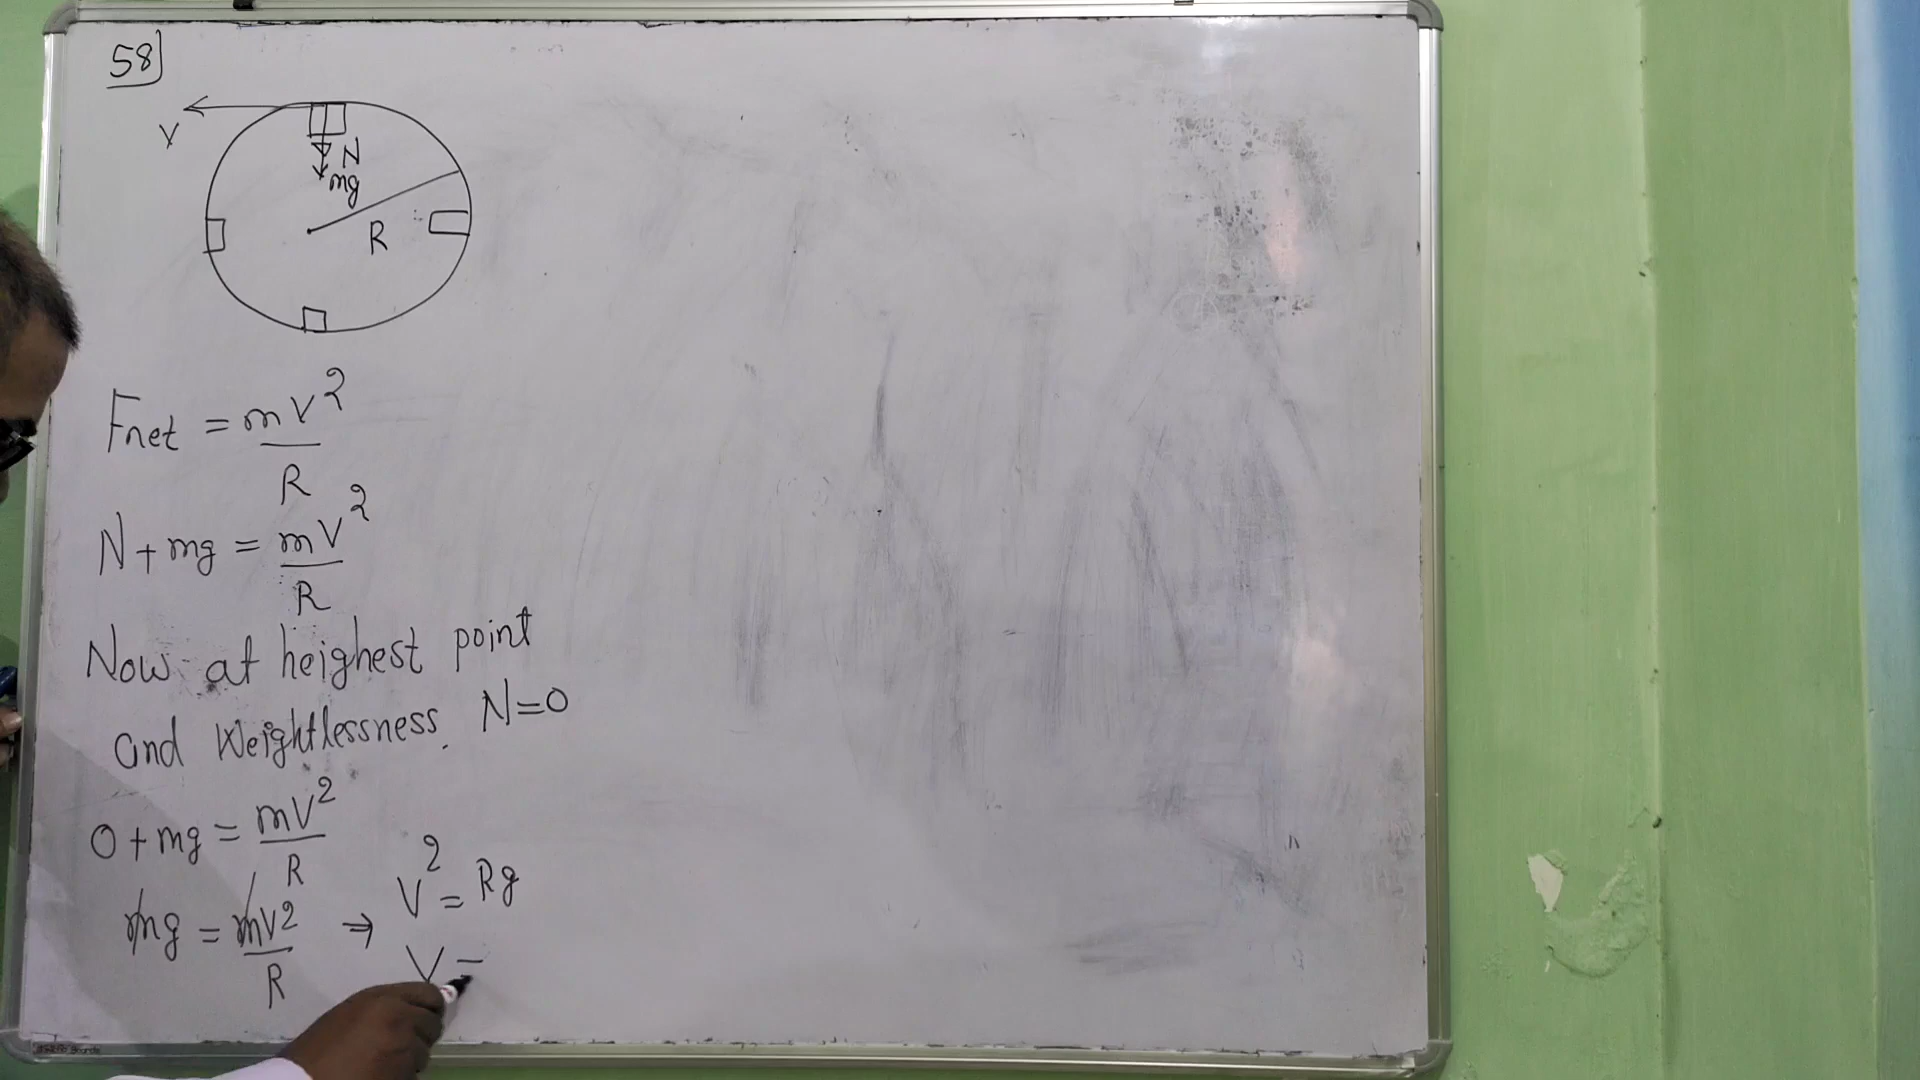 58
V
N
mg
R
Fnet = mV²/R
N + mg = mV²/R
Now at heighest point
and Weightlessness. N=0
0 + mg = mV²/R
mg = mV²/R ⇒ V² = Rg
V =